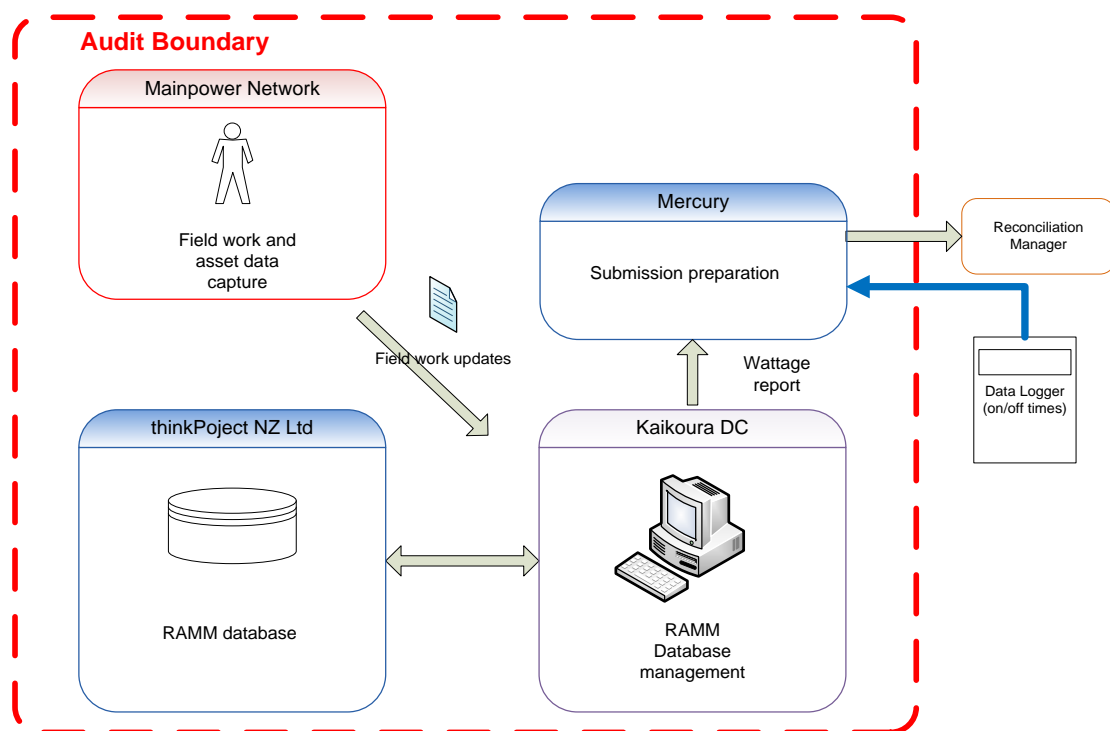 Audit Boundary
Mainpower Network
Field work and
asset data
capture
Mercury
Submission preparation
Reconciliation
Manager
Field work updates
Wattage
report
Data Logger
(on/off times)
thinkPoject NZ Ltd
RAMM database
Kaikoura DC
RAMM
Database
management